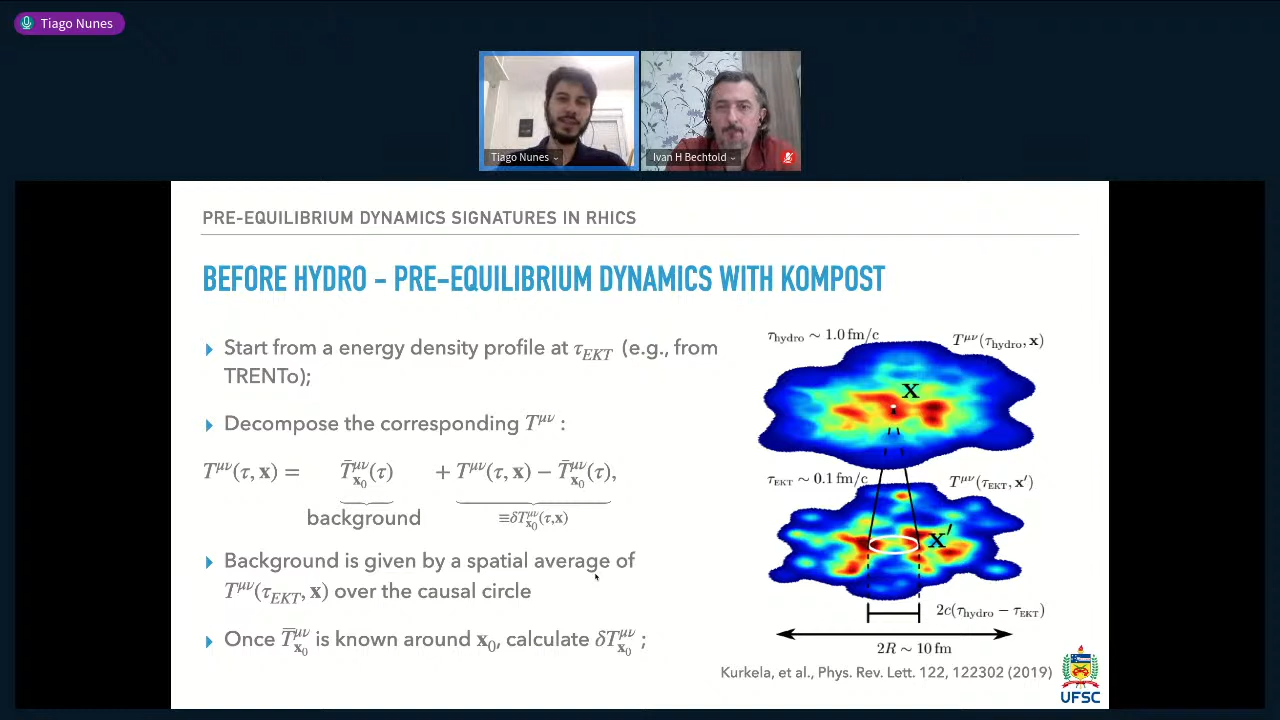 Tiago Nunes
Tiago Nunes
Ivan H Bechtold
PRE-EQUILIBRIUM DYNAMICS SIGNATURES IN RHICS
BEFORE HYDRO - PRE-EQUILIBRIUM DYNAMICS WITH KOMPOST
Start from a energy density profile at τ_EKT (e.g., from
TRENTo);
Decompose the corresponding T^μν :
T^μν(τ, x) = T̄^μν_x₀(τ) + T^μν(τ, x) − T̄^μν_x₀(τ),
background
≡δT^μν_x₀(τ,x)
Background is given by a spatial average of
T^μν(τ_EKT, x) over the causal circle
Once T̄^μν_x₀ is known around x₀, calculate δT^μν_x₀ ;
τ_hydro ∼ 1.0 fm/c
T^μν(τ_hydro, x)
x
τ_EKT ∼ 0.1 fm/c
T^μν(τ_EKT, x′)
x′
2c(τ_hydro − τ_EKT)
2R ∼ 10 fm
Kurkela, et al., Phys. Rev. Lett. 122, 122302 (2019)
UFSC